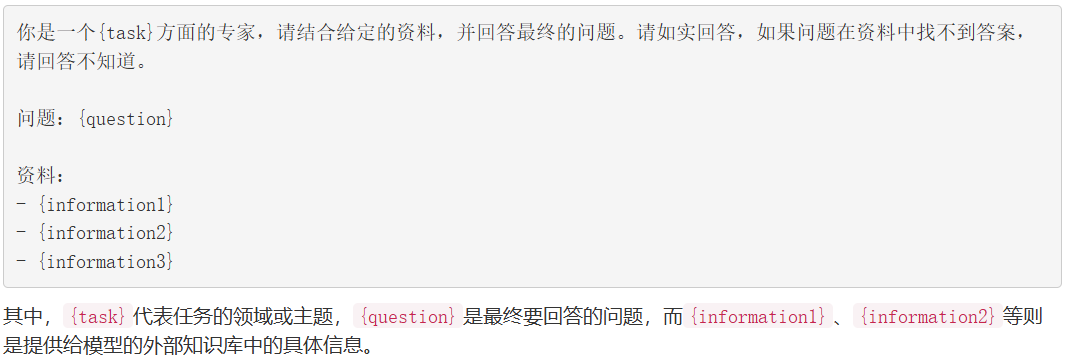 你是一个{task}方面的专家，请结合给定的资料，并回答最终的问题。请如实回答，如果问题在资料中找不到答案，
请回答不知道。
问题：{question}
资料：
- {information1}
- {information2}
- {information3}
其中，{task}代表任务的领域或主题，{question}是最终要回答的问题，而{information1}、{information2}等则
是提供给模型的外部知识库中的具体信息。